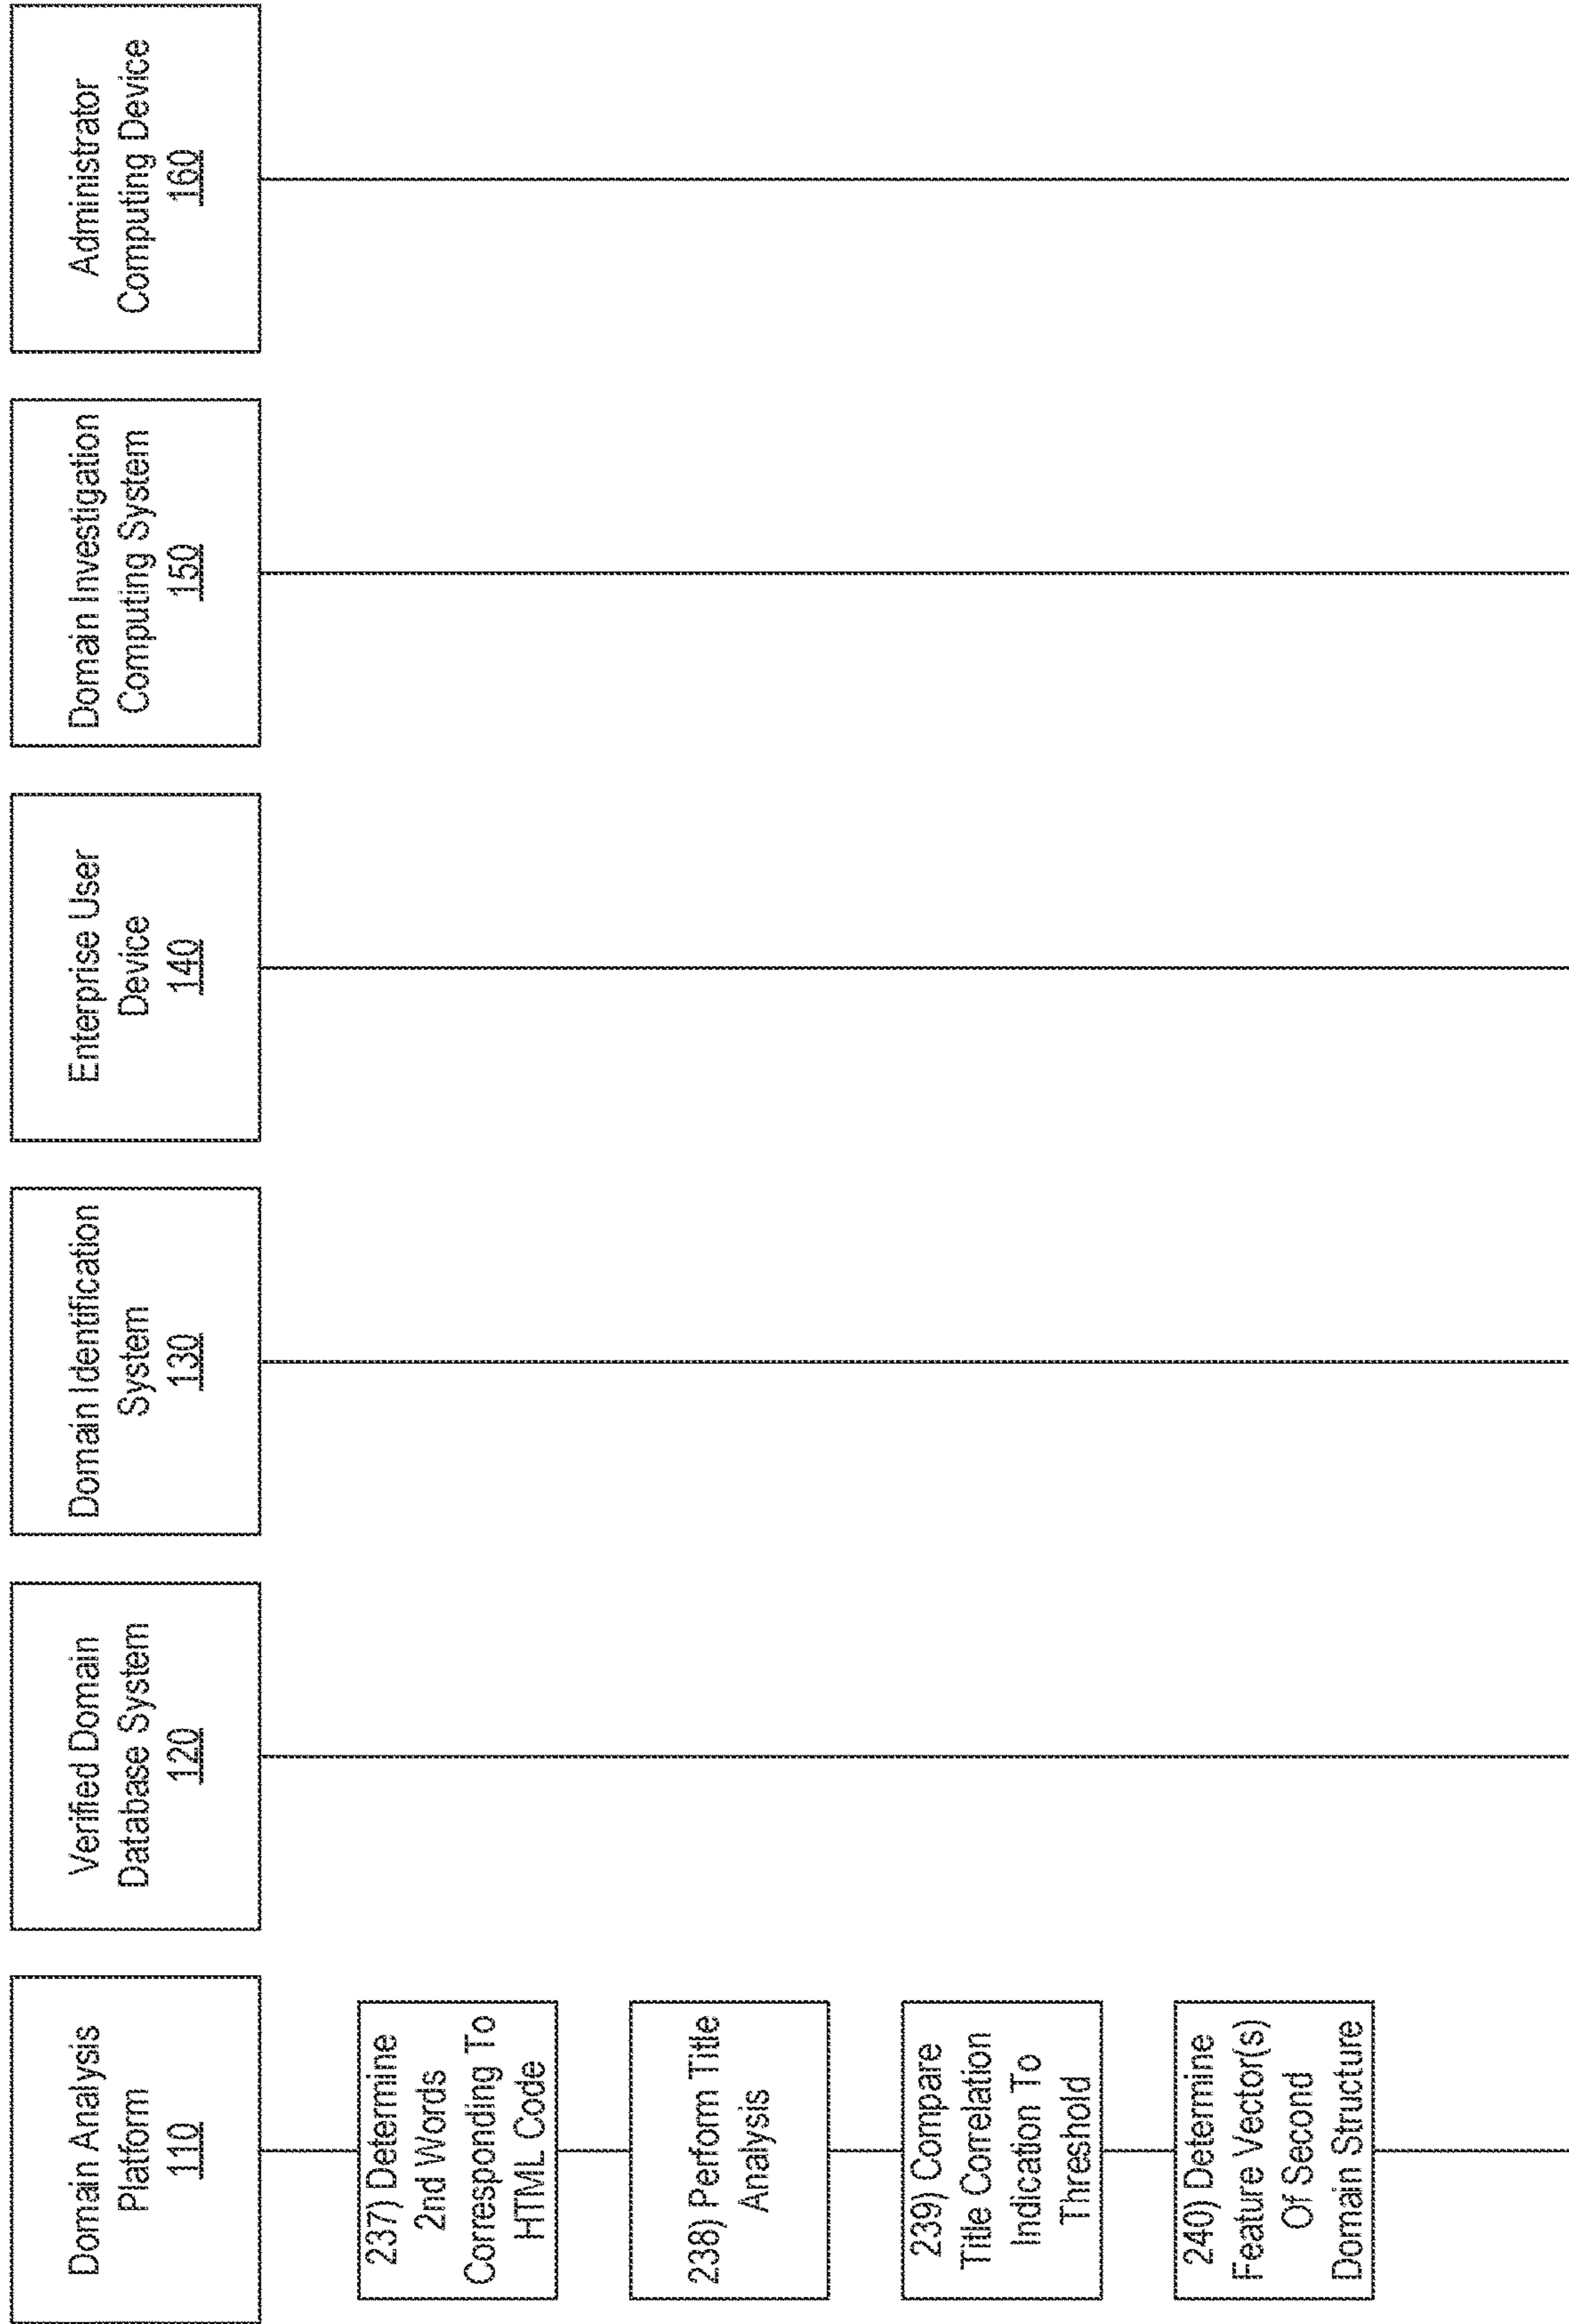 Domain Analysis
Platform
110
Verified Domain
Database System
120
Domain Identification
System
130
Enterprise User
Device
140
Domain Investigation
Computing System
150
Administrator
Computing Device
160
237) Determine
2nd Words
Corresponding To
HTML Code
238) Perform Title
Analysis
239) Compare
Title Correlation
Indication To
Threshold
240) Determine
Feature Vector(s)
Of Second
Domain Structure